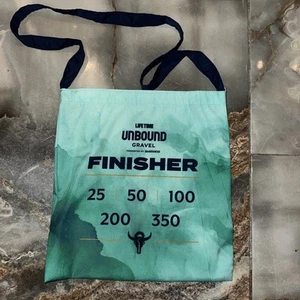 LIFE TIME
UNBOUND
GRAVEL
FINISHER
25 50 100
200 350